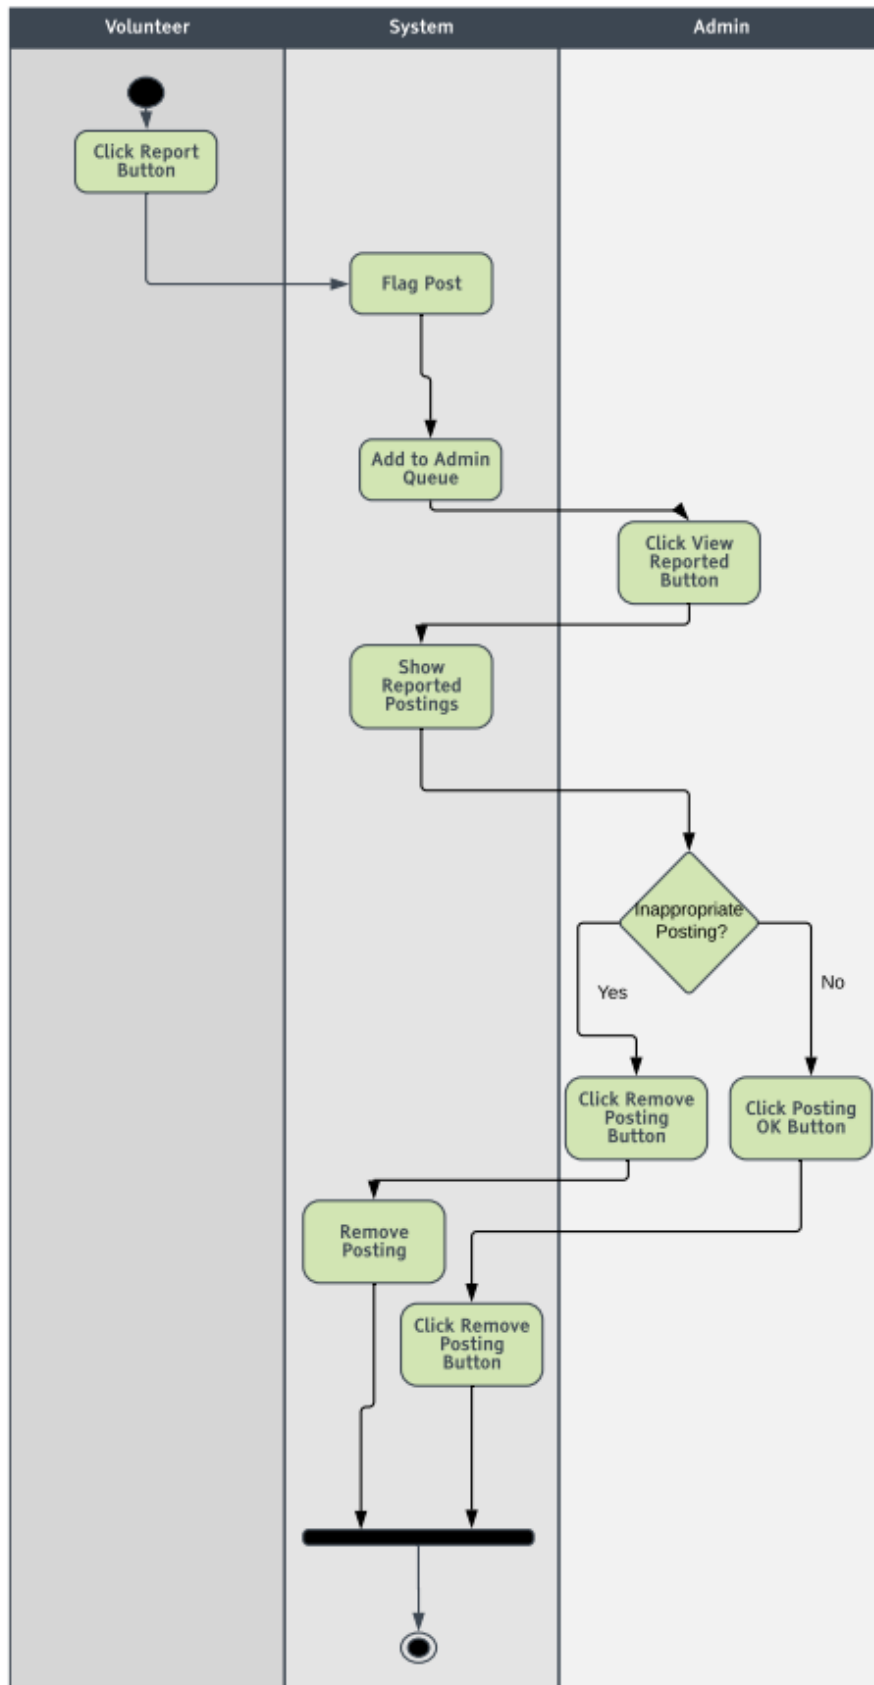 Volunteer
System
Admin
Click Report
Button
Flag Post
Add to Admin
Queue
Click View
Reported
Button
Show
Reported
Postings
Inappropriate
Posting?
Yes
No
Click Remove
Posting
Button
Click Posting
OK Button
Remove
Posting
Click Remove
Posting
Button